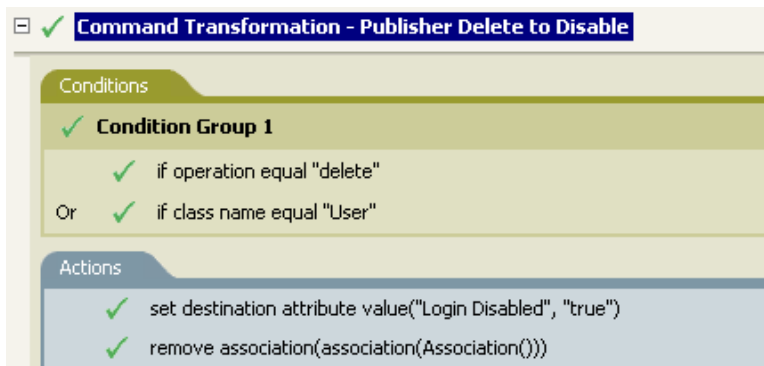 Command Transformation - Publisher Delete to Disable
Conditions
Condition Group 1
if operation equal "delete"
Or if class name equal "User"
Actions
set destination attribute value("Login Disabled", "true")
remove association(association(Association()))